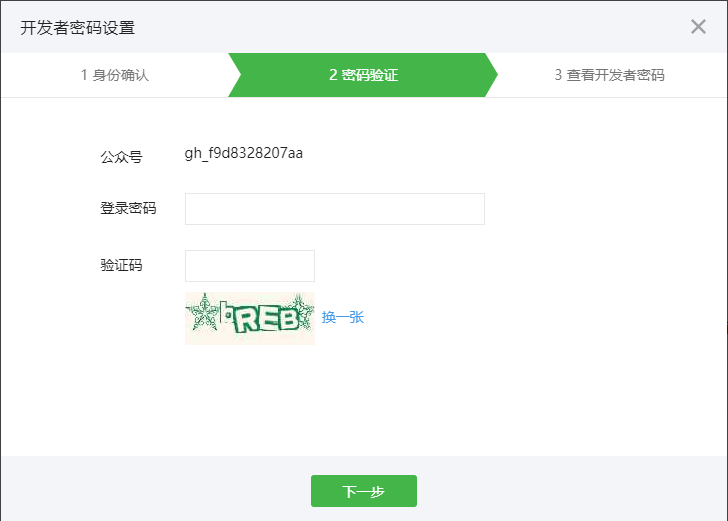 开发者密码设置
1 身份确认
2 密码验证
3 查看开发者密码
公众号 gh_f9d8328207aa
登录密码
验证码
bREB 换一张
下一步